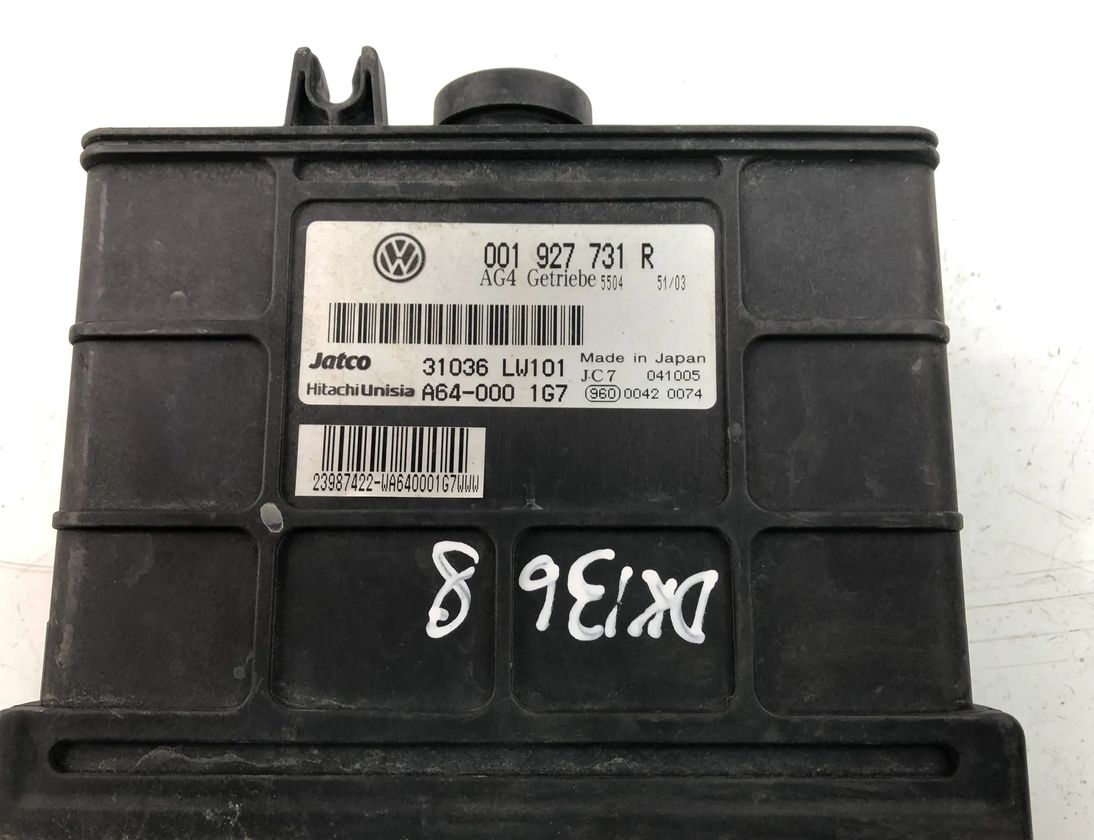 001 927 731 R
AG4 Getriebe 5504 51/03
Jatco 31036 LW101 Made in Japan
JC7 041005
HitachiUnisia A64-000 1G7 960 0042 0074
23987422-WA640001G7WWW
DK136 8